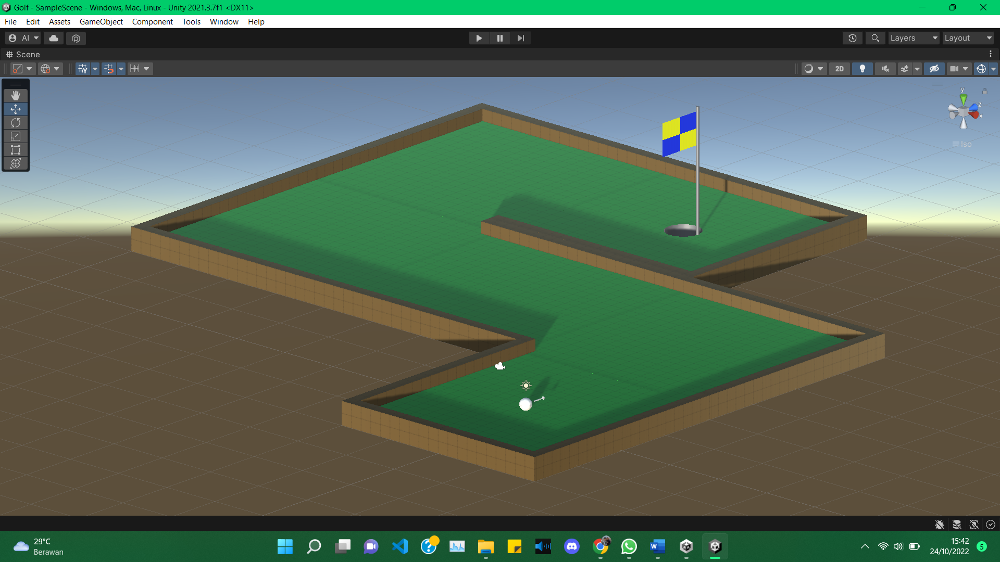 Golf - SampleScene - Windows, Mac, Linux - Unity 2021.3.7f1 <DX11>
File Edit Assets GameObject Component Tools Window Help
AI
Layers
Layout
Scene
2D
y
z
x
Iso
29°C
Berawan
15:42
24/10/2022
5